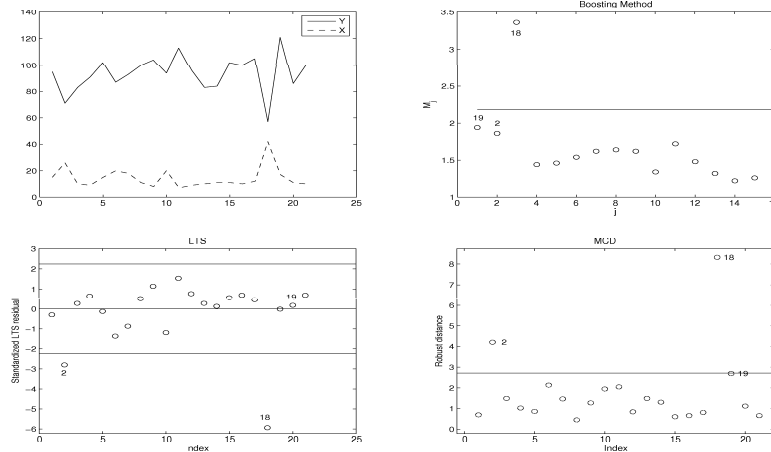 140
120
100
80
60
40
20
0
0 5 10 15 20 25
Y
X
Boosting Method
3.5
3
2.5
2
1.5
1
M_j
18
19
2
0 2 4 6 8 10 12 14
j
LTS
3
2
1
0
−1
−2
−3
−4
−5
−6
Standardized LTS residual
2
19
18
0 5 10 15 20 25
ndex
MCD
8
7
6
5
4
3
2
1
0
Robust distance
18
2
19
0 5 10 15 20
Index